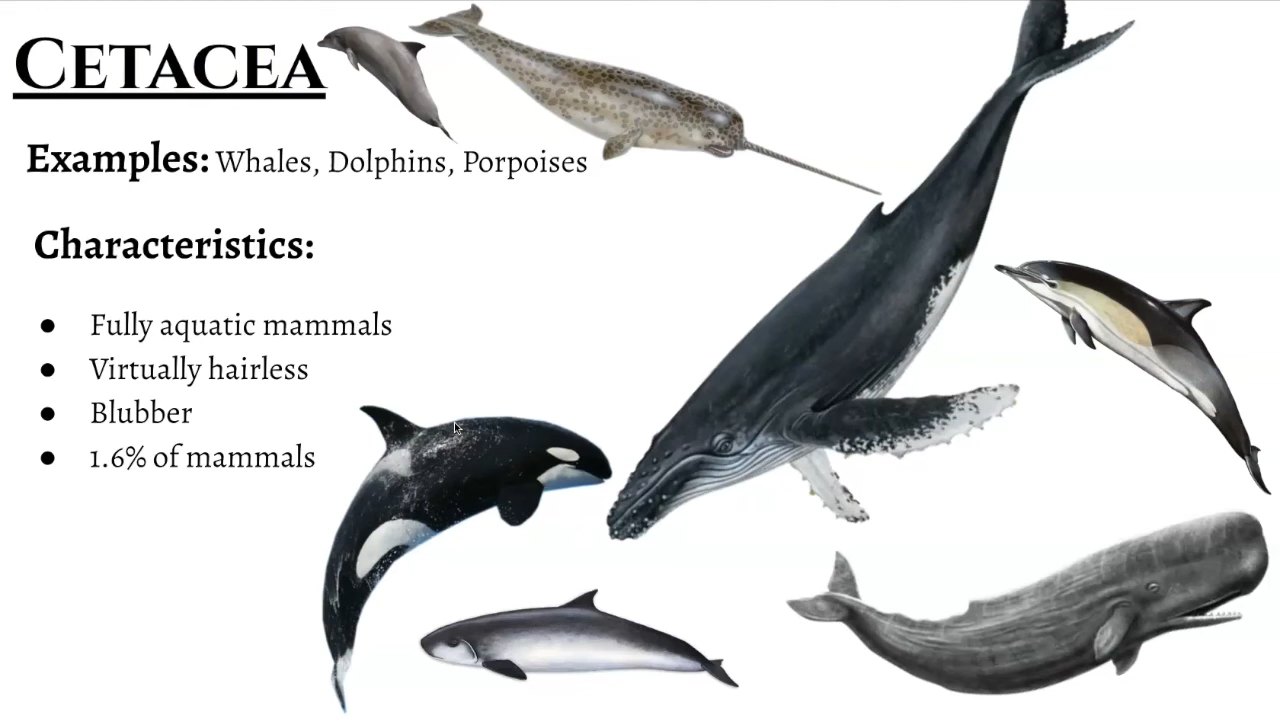 Cetacea
Examples: Whales, Dolphins, Porpoises
Characteristics:
● Fully aquatic mammals
● Virtually hairless
● Blubber
● 1.6% of mammals